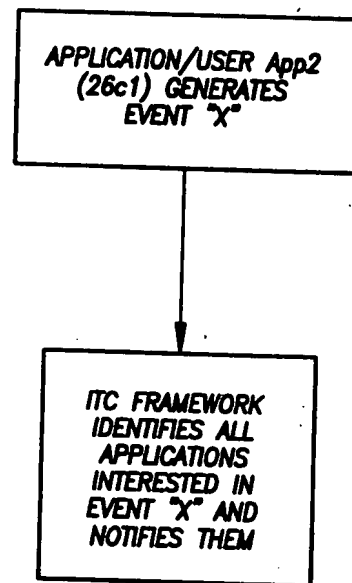 APPLICATION/USER App2
(26c1) GENERATES
EVENT "X"
ITC FRAMEWORK
IDENTIFIES ALL
APPLICATIONS
INTERESTED IN
EVENT "X" AND
NOTIFIES THEM